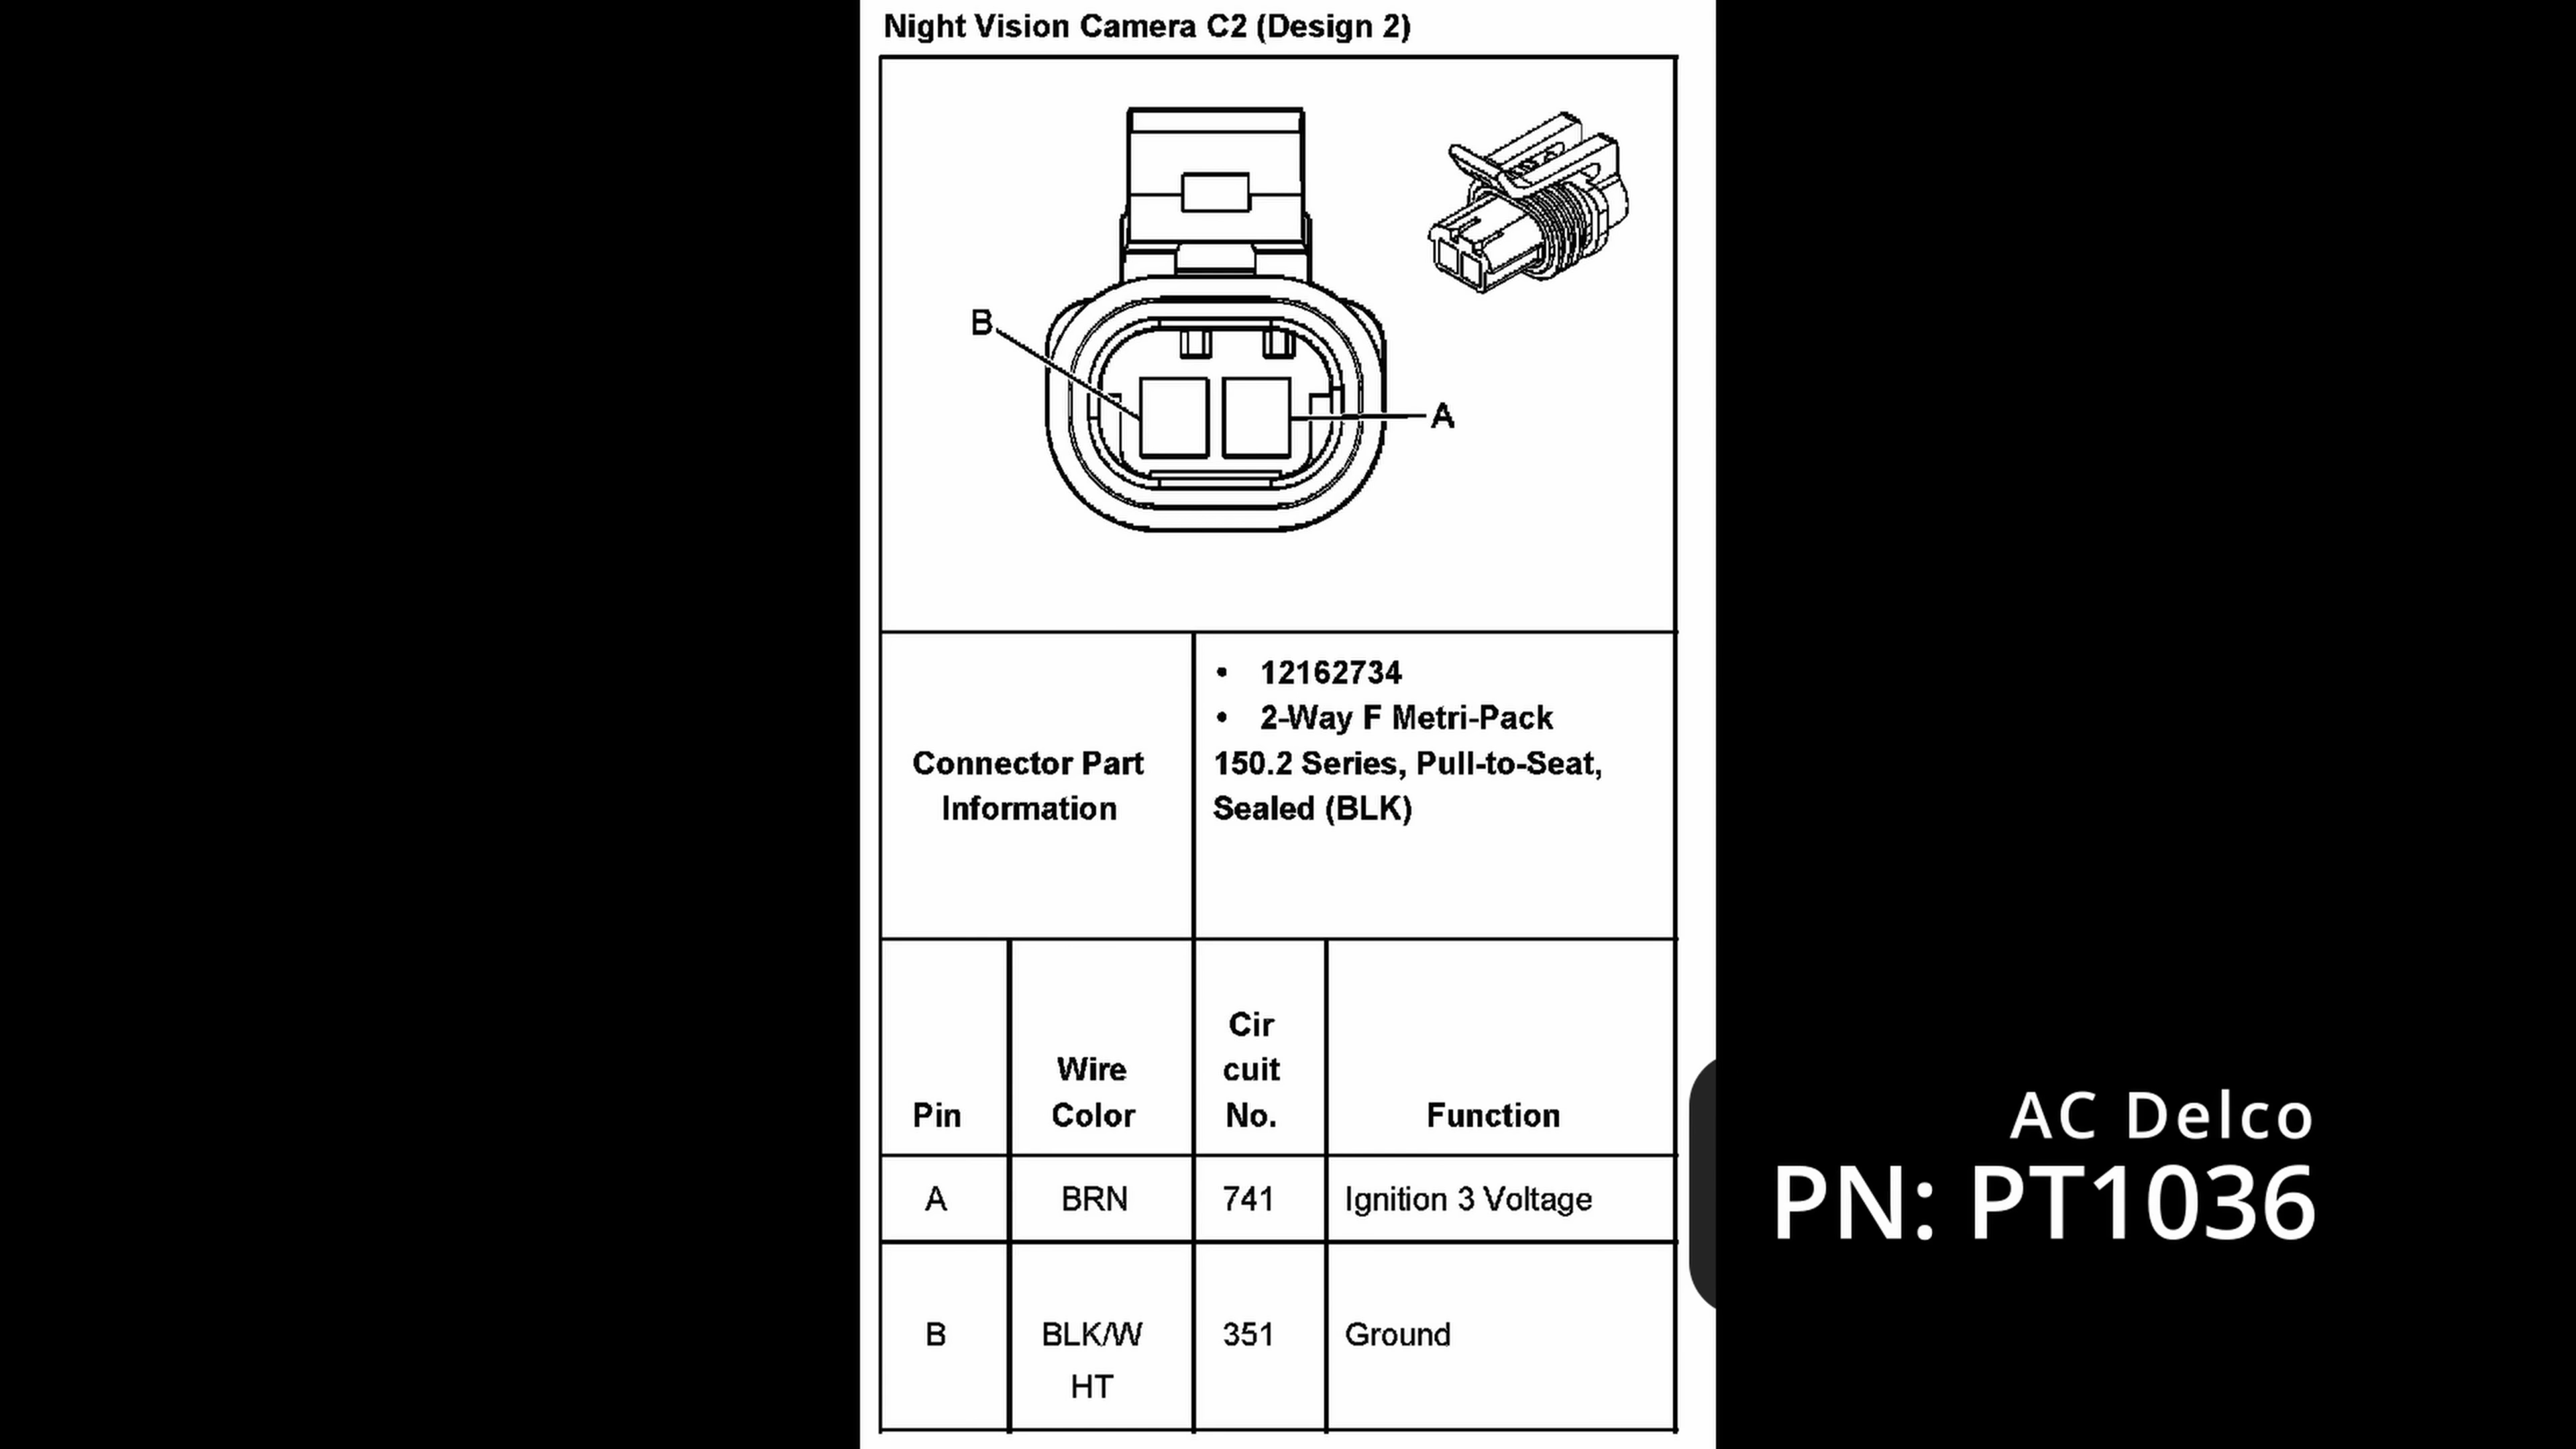 Night Vision Camera C2 (Design 2)
B
A
Connector Part
Information
• 12162734
• 2-Way F Metri-Pack
150.2 Series, Pull-to-Seat,
Sealed (BLK)
Pin
Wire
Color
Cir
cuit
No.
Function
A BRN 741 Ignition 3 Voltage
B BLK/W
HT 351 Ground
AC Delco
PN: PT1036